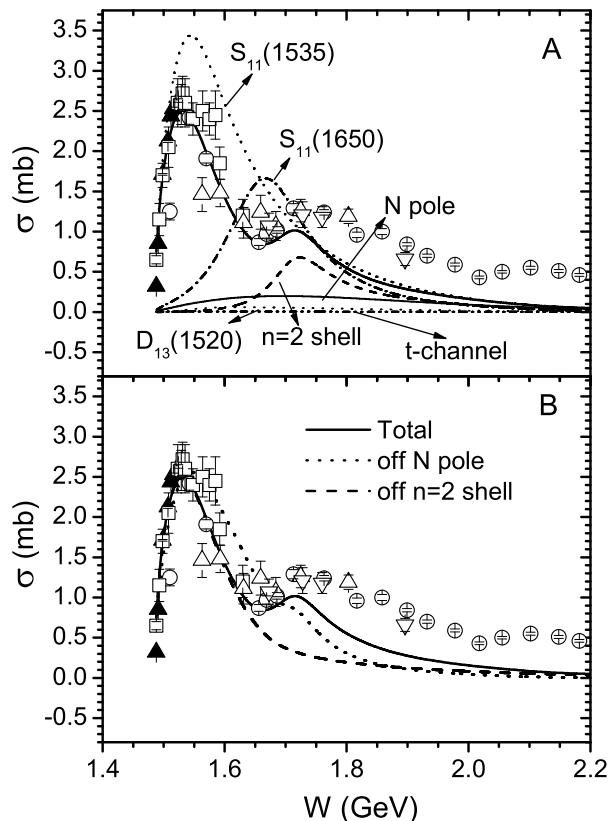 A
3.5
3.0
2.5
2.0
1.5
1.0
0.5
0.0
-0.5
σ (mb)
S11(1535)
S11(1650)
N pole
D13(1520)
n=2 shell
t-channel
B
3.5
3.0
2.5
2.0
1.5
1.0
0.5
0.0
-0.5
σ (mb)
Total
off N pole
off n=2 shell
1.4 1.6 1.8 2.0 2.2
W (GeV)